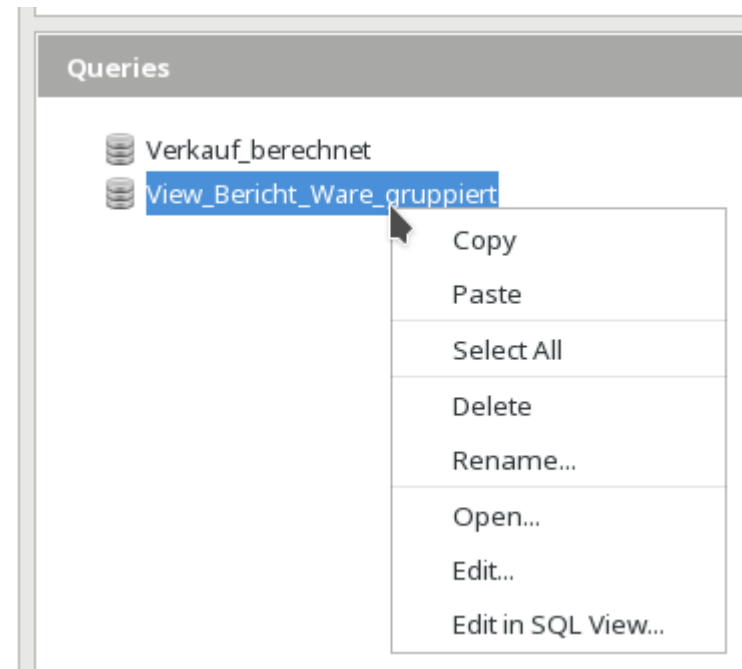 Queries
Verkauf_berechnet
View_Bericht_Ware_gruppiert
Copy
Paste
Select All
Delete
Rename...
Open...
Edit...
Edit in SQL View...